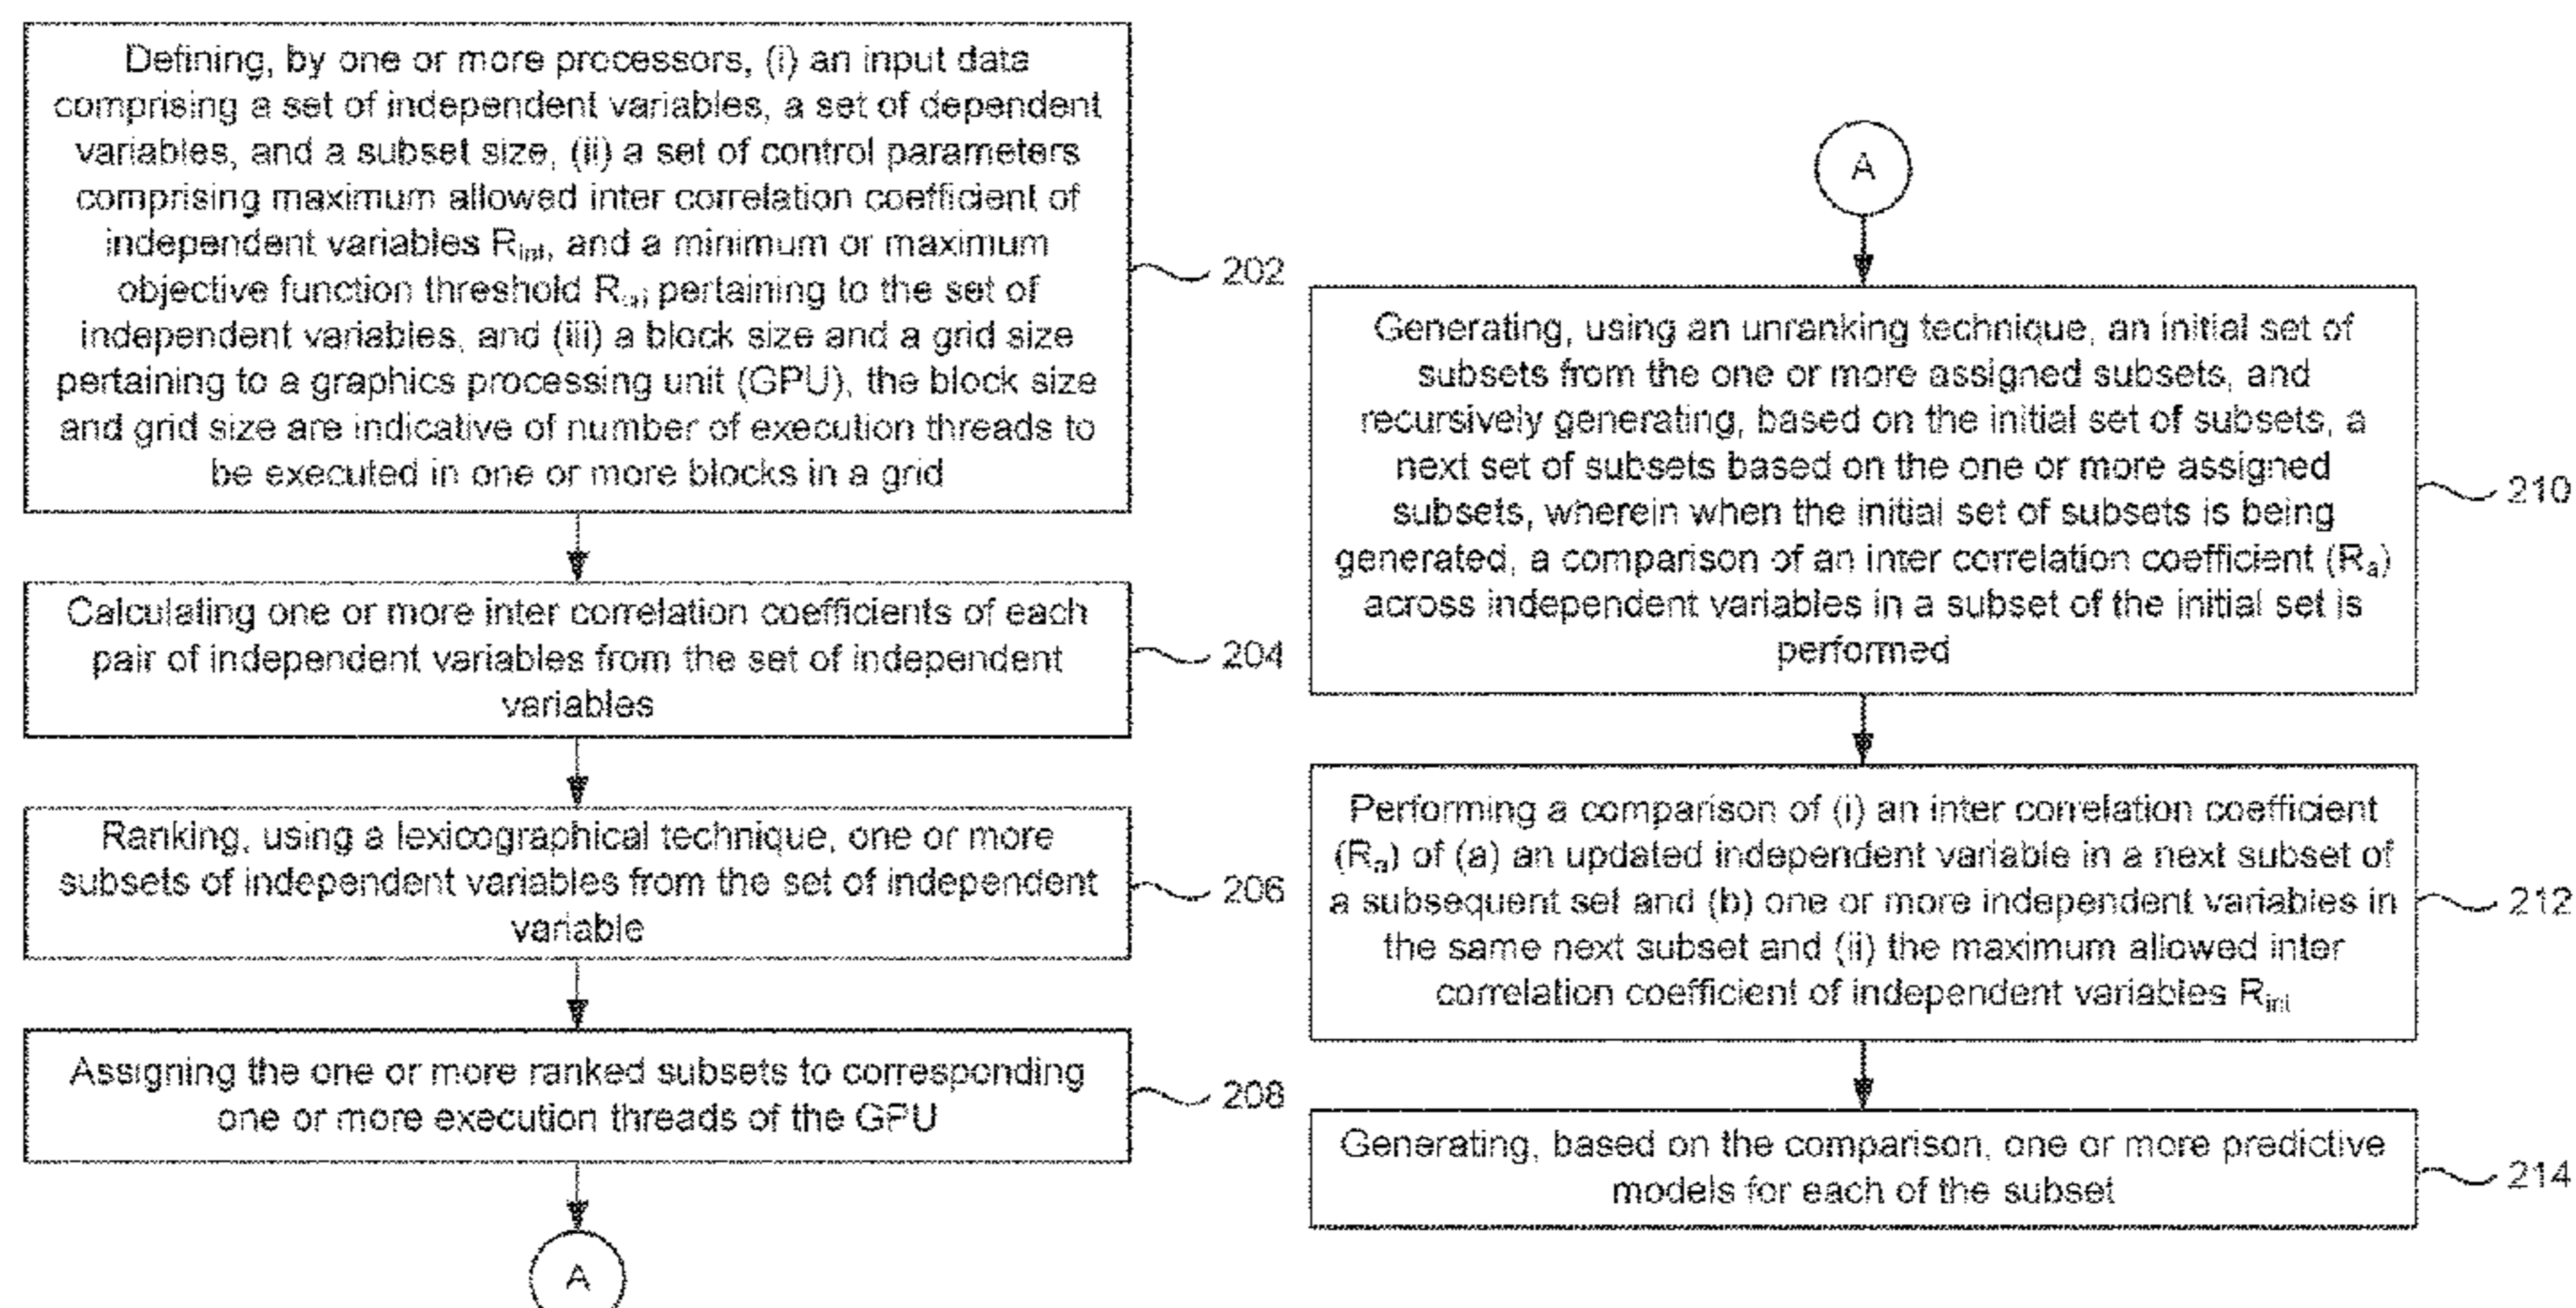 Defining, by one or more processors, (i) an input data
comprising a set of independent variables, a set of dependent
variables, and a subset size, (ii) a set of control parameters
comprising maximum allowed inter correlation coefficient of
independent variables Rint, and a minimum or maximum
objective function threshold pertaining to the set of
independent variables, and (iii) a block size and a grid size
pertaining to a graphics processing unit (GPU), the block size
and grid size are indicative of number of execution threads to
be executed in one or more blocks in a grid
202
Calculating one or more inter correlation coefficients of each
pair of independent variables from the set of independent
variables
204
Ranking, using a lexicographical technique, one or more
subsets of independent variables from the set of independent
variable
206
Assigning the one or more ranked subsets to corresponding
one or more execution threads of the GPU
208
A
A
Generating, using an unranking technique, an initial set of
subsets from the one or more assigned subsets, and
recursively generating, based on the initial set of subsets, a
next set of subsets based on the one or more assigned
subsets, wherein when the initial set of subsets is being
generated, a comparison of an inter correlation coefficient (Ra)
across independent variables in a subset of the initial set is
performed
210
Performing a comparison of (i) an inter correlation coefficient
(Ra) of (a) an updated independent variable in a next subset of
a subsequent set and (b) one or more independent variables in
the same next subset and (ii) the maximum allowed inter
correlation coefficient of independent variables Rint
212
Generating, based on the comparison, one or more predictive
models for each of the subset
214